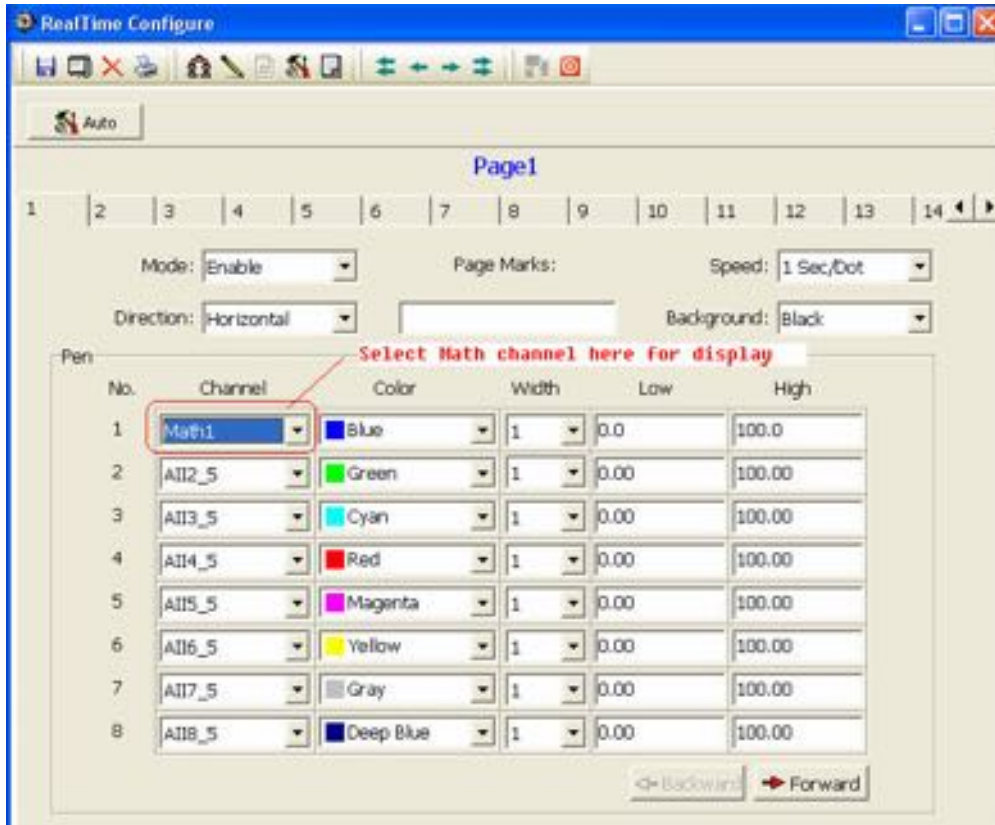 RealTime Configure
Auto
Page1
1 2 3 4 5 6 7 8 9 10 11 12 13 14
Mode: Enable Page Marks: Speed: 1 Sec/Dot
Direction: Horizontal Background: Black
Pen Select Math channel here for display
No. Channel Color Width Low High
1 Math1 Blue 1 0.0 100.0
2 AII2_5 Green 1 0.00 100.00
3 AII3_5 Cyan 1 0.00 100.00
4 AII4_5 Red 1 0.00 100.00
5 AII5_5 Magenta 1 0.00 100.00
6 AII6_5 Yellow 1 0.00 100.00
7 AII7_5 Gray 1 0.00 100.00
8 AII8_5 Deep Blue 1 0.00 100.00
Backward Forward